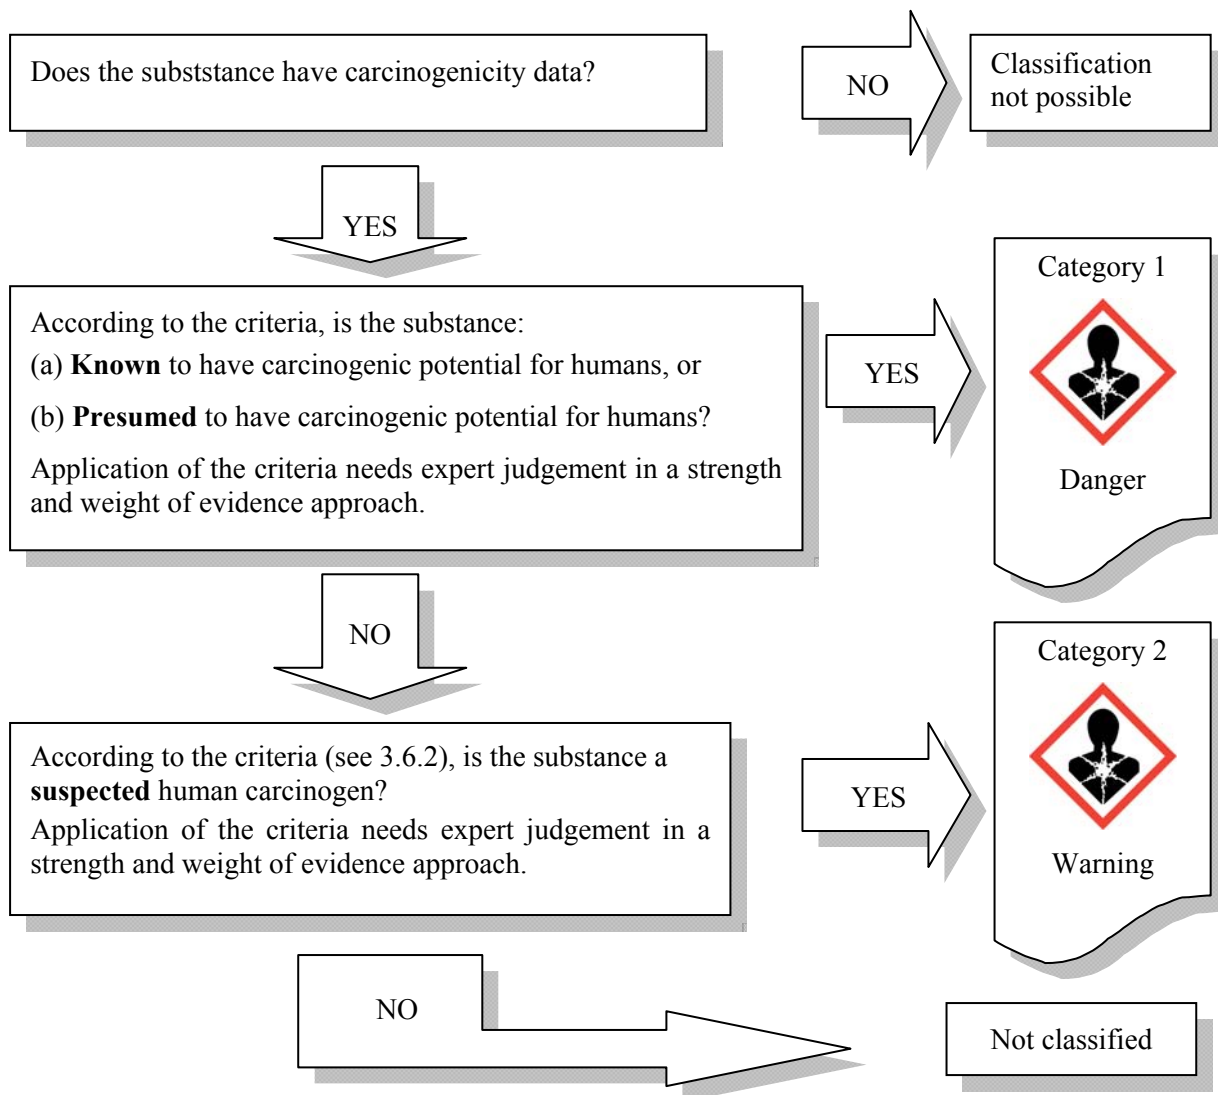 Does the subststance have carcinogenicity data?
NO
Classification
not possible
YES
According to the criteria, is the substance:
(a) Known to have carcinogenic potential for humans, or
(b) Presumed to have carcinogenic potential for humans?
Application of the criteria needs expert judgement in a strength
and weight of evidence approach.
YES
Category 1
Danger
NO
According to the criteria (see 3.6.2), is the substance a
suspected human carcinogen?
Application of the criteria needs expert judgement in a
strength and weight of evidence approach.
YES
Category 2
Warning
NO
Not classified